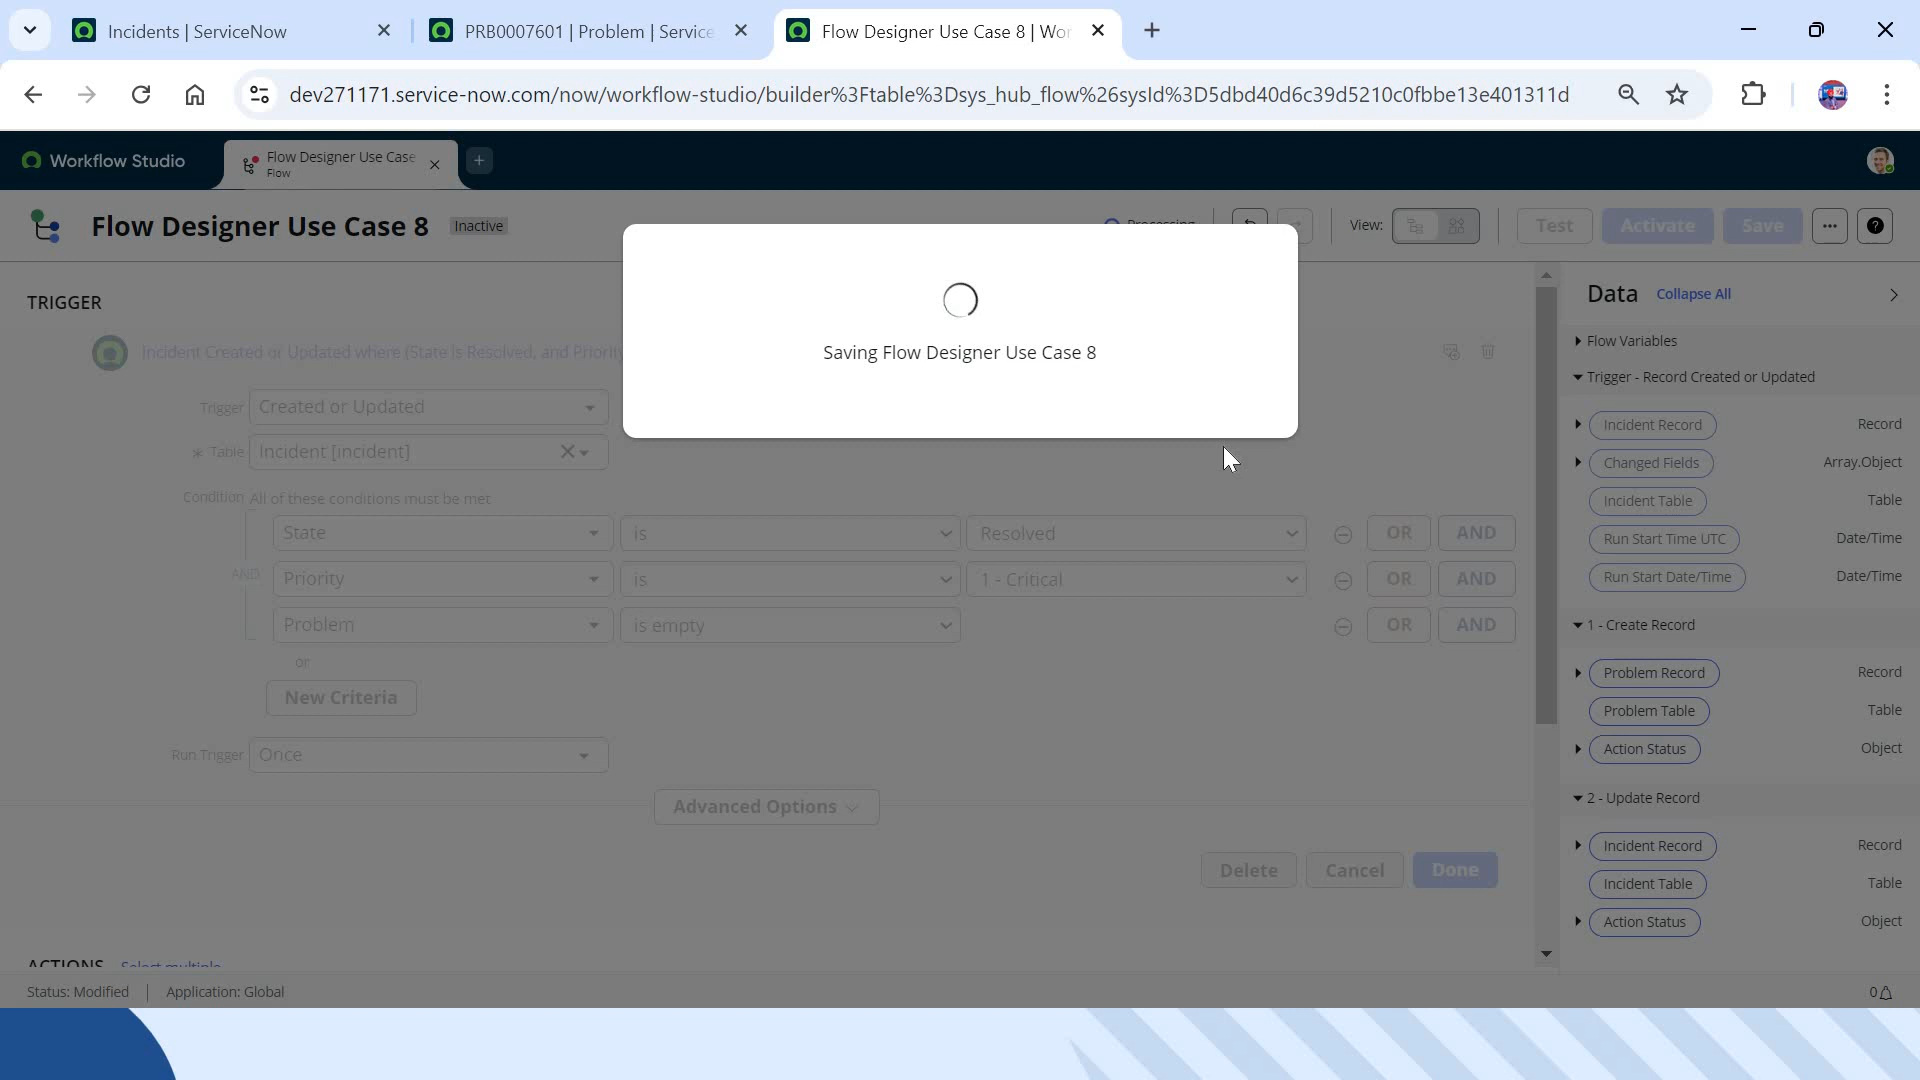 Incidents | ServiceNow
PRB0007601 | Problem | Service
Flow Designer Use Case 8 | Wor
dev271171.service-now.com/now/workflow-studio/builder%3Ftable%3Dsys_hub_flow%26sysId%3D5dbd40d6c39d5210c0fbbe13e401311d
Workflow Studio
Flow Designer Use Case
Flow
Flow Designer Use Case 8
Inactive
Processing
View:
Test
Activate
Save
Saving Flow Designer Use Case 8
TRIGGER
Incident Created or Updated where (State is Resolved, and Priority
Trigger
Created or Updated
* Table
Incident [incident]
Condition
All of these conditions must be met
State
is
Resolved
OR
AND
AND
Priority
is
1 - Critical
OR
AND
Problem
is empty
OR
AND
or
New Criteria
Run Trigger
Once
Advanced Options
Delete
Cancel
Done
ACTIONS
Select multiple
Data
Collapse All
Flow Variables
Trigger - Record Created or Updated
Incident Record
Record
Changed Fields
Array.Object
Incident Table
Table
Run Start Time UTC
Date/Time
Run Start Date/Time
Date/Time
1 - Create Record
Problem Record
Record
Problem Table
Table
Action Status
Object
2 - Update Record
Incident Record
Record
Incident Table
Table
Action Status
Object
Status: Modified
Application: Global
0